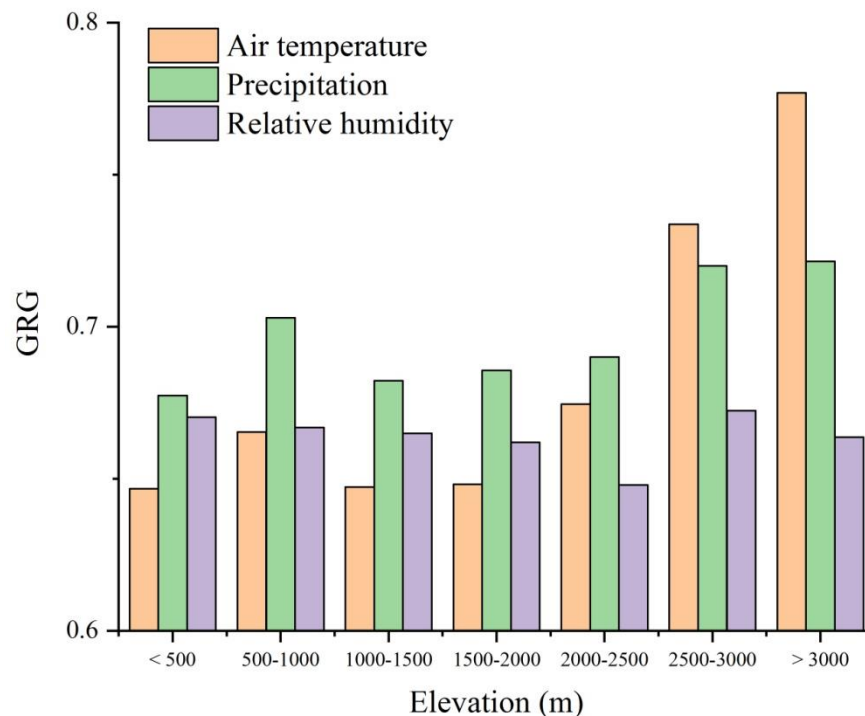 0.8
Air temperature
Precipitation
Relative humidity
GRG
0.7
0.6
< 500 500-1000 1000-1500 1500-2000 2000-2500 2500-3000 > 3000
Elevation (m)